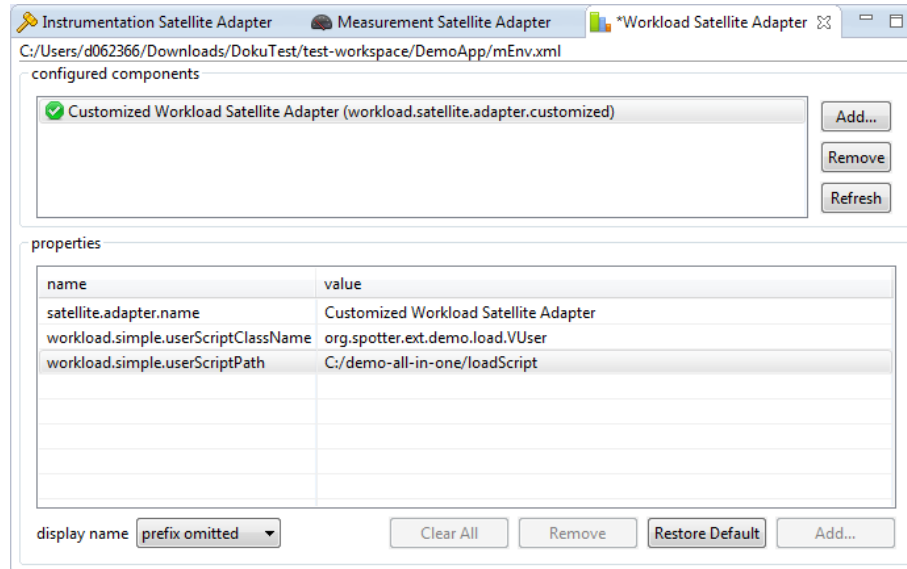 Instrumentation Satellite Adapter Measurement Satellite Adapter *Workload Satellite Adapter
C:/Users/d062366/Downloads/DokuTest/test-workspace/DemoApp/mEnv.xml
configured components
Customized Workload Satellite Adapter (workload.satellite.adapter.customized)
Add...
Remove
Refresh
properties
name value
satellite.adapter.name Customized Workload Satellite Adapter
workload.simple.userScriptClassName org.spotter.ext.demo.load.VUser
workload.simple.userScriptPath C:/demo-all-in-one/loadScript
display name prefix omitted Clear All Remove Restore Default Add...